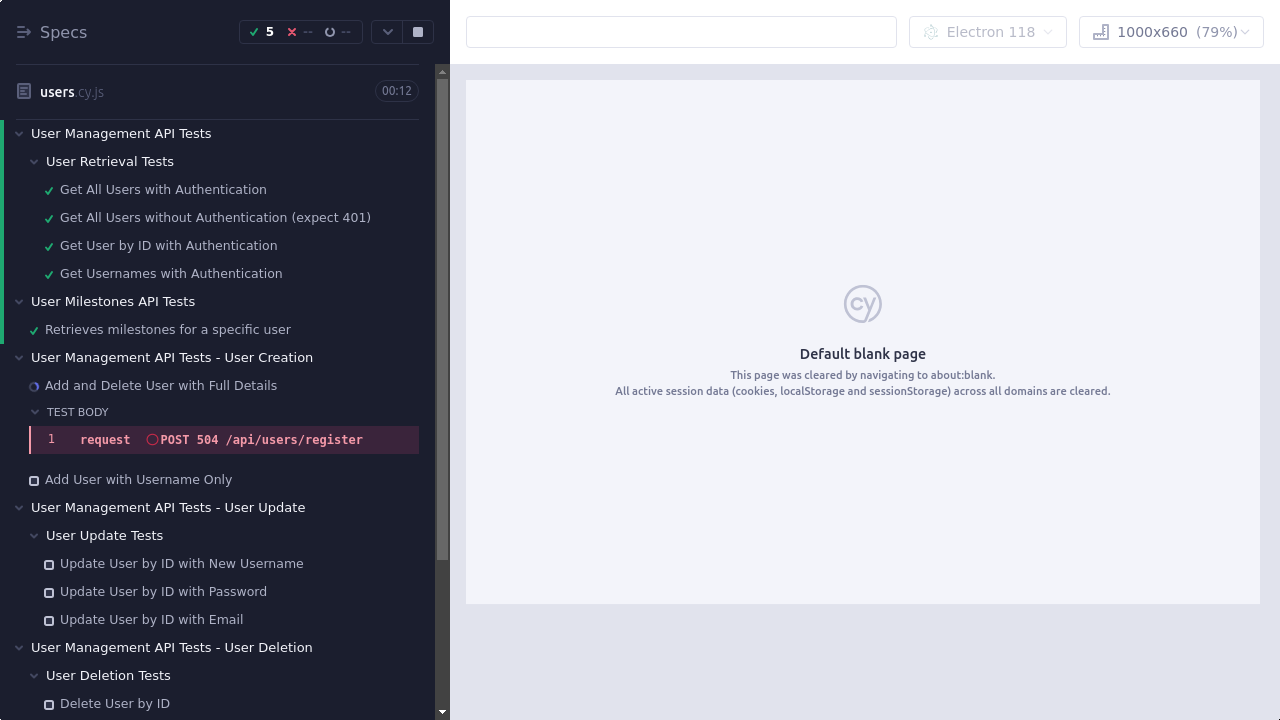 Specs
5
--
--
Electron 118
1000x660 (79%)
users.cy.js
00:12
User Management API Tests
User Retrieval Tests
Get All Users with Authentication
Get All Users without Authentication (expect 401)
Get User by ID with Authentication
Get Usernames with Authentication
User Milestones API Tests
Retrieves milestones for a specific user
User Management API Tests - User Creation
Add and Delete User with Full Details
TEST BODY
1 request POST 504 /api/users/register
Add User with Username Only
User Management API Tests - User Update
User Update Tests
Update User by ID with New Username
Update User by ID with Password
Update User by ID with Email
User Management API Tests - User Deletion
User Deletion Tests
Delete User by ID
cy
Default blank page
This page was cleared by navigating to about:blank.
All active session data (cookies, localStorage and sessionStorage) across all domains are cleared.